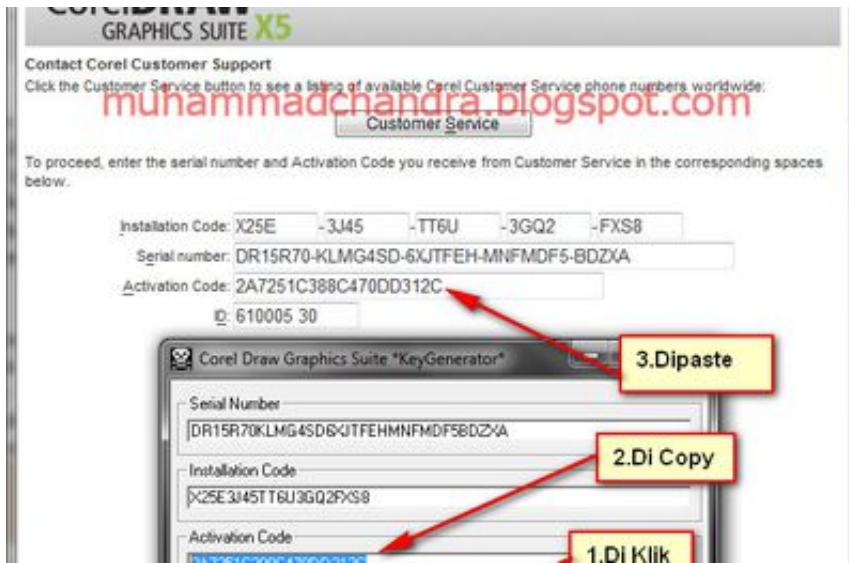 CorelDRAW
GRAPHICS SUITE X5
Contact Corel Customer Support
Click the Customer Service button to see a listing of available Corel Customer Service phone numbers worldwide:
muhammadchandra.blogspot.com
Customer Service
To proceed, enter the serial number and Activation Code you receive from Customer Service in the corresponding spaces
below.
Installation Code: X25E -3J45 -TT6U -3GQ2 -FXS8
Serial number: DR15R70-KLMG4SD-6XJTFEH-MNFMDF5-BDZXA
Activation Code: 2A7251C388C470DD312C
ID: 610005 30
3.Dipaste
Corel Draw Graphics Suite *KeyGenerator*
Serial Number
DR15R70KLMG4SD6XJTFEHMNFMDF5BDZXA
2.Di Copy
Installation Code
X25E3J45TT6U3GQ2FXS8
Activation Code
2A7251C388C470DD312C
1.Di Klik